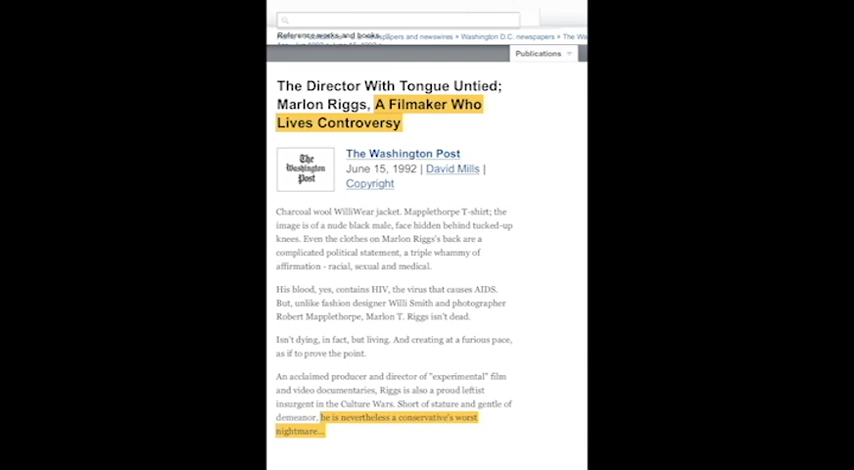 Reference works and books
Publications
The Director With Tongue Untied;
Marlon Riggs, A Filmaker Who
Lives Controversy
The
Washington
Post
The Washington Post
June 15, 1992 | David Mills |
Copyright
Charcoal wool WilliWear jacket. Mapplethorpe T-shirt; the
image is of a nude black male, face hidden behind tucked-up
knees. Even the clothes on Marlon Riggs's back are a
complicated political statement, a triple whammy of
affirmation - racial, sexual and medical.
His blood, yes, contains HIV, the virus that causes AIDS.
But, unlike fashion designer Willi Smith and photographer
Robert Mapplethorpe, Marlon T. Riggs isn't dead.
Isn't dying, in fact, but living. And creating at a furious pace,
as if to prove the point.
An acclaimed producer and director of "experimental" film
and video documentaries, Riggs is also a proud leftist
insurgent in the Culture Wars. Short of stature and gentle of
demeanor, he is nevertheless a conservative's worst
nightmare...